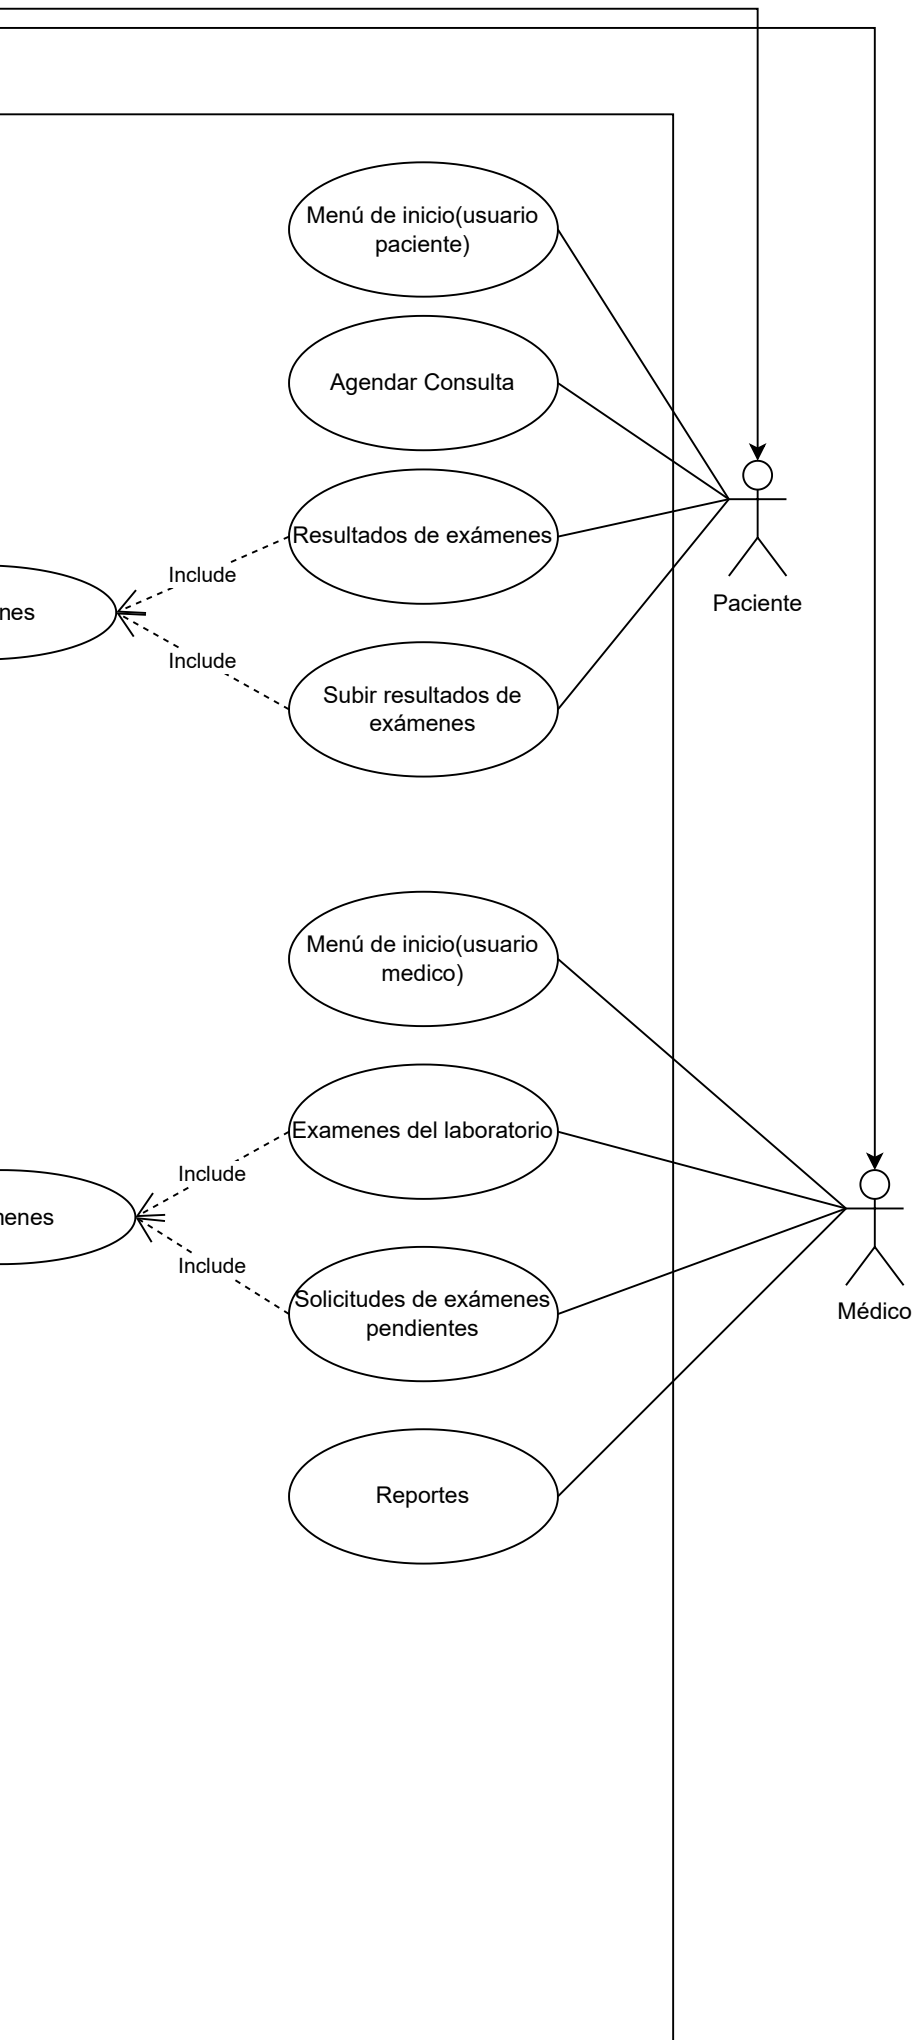 Menú de inicio(usuario
paciente)
Agendar Consulta
Resultados de exámenes
Include
nes
Paciente
Include
Subir resultados de
exámenes
Menú de inicio(usuario
medico)
Examenes del laboratorio
Include
enes
Include
Solicitudes de exámenes
pendientes
Médico
Reportes